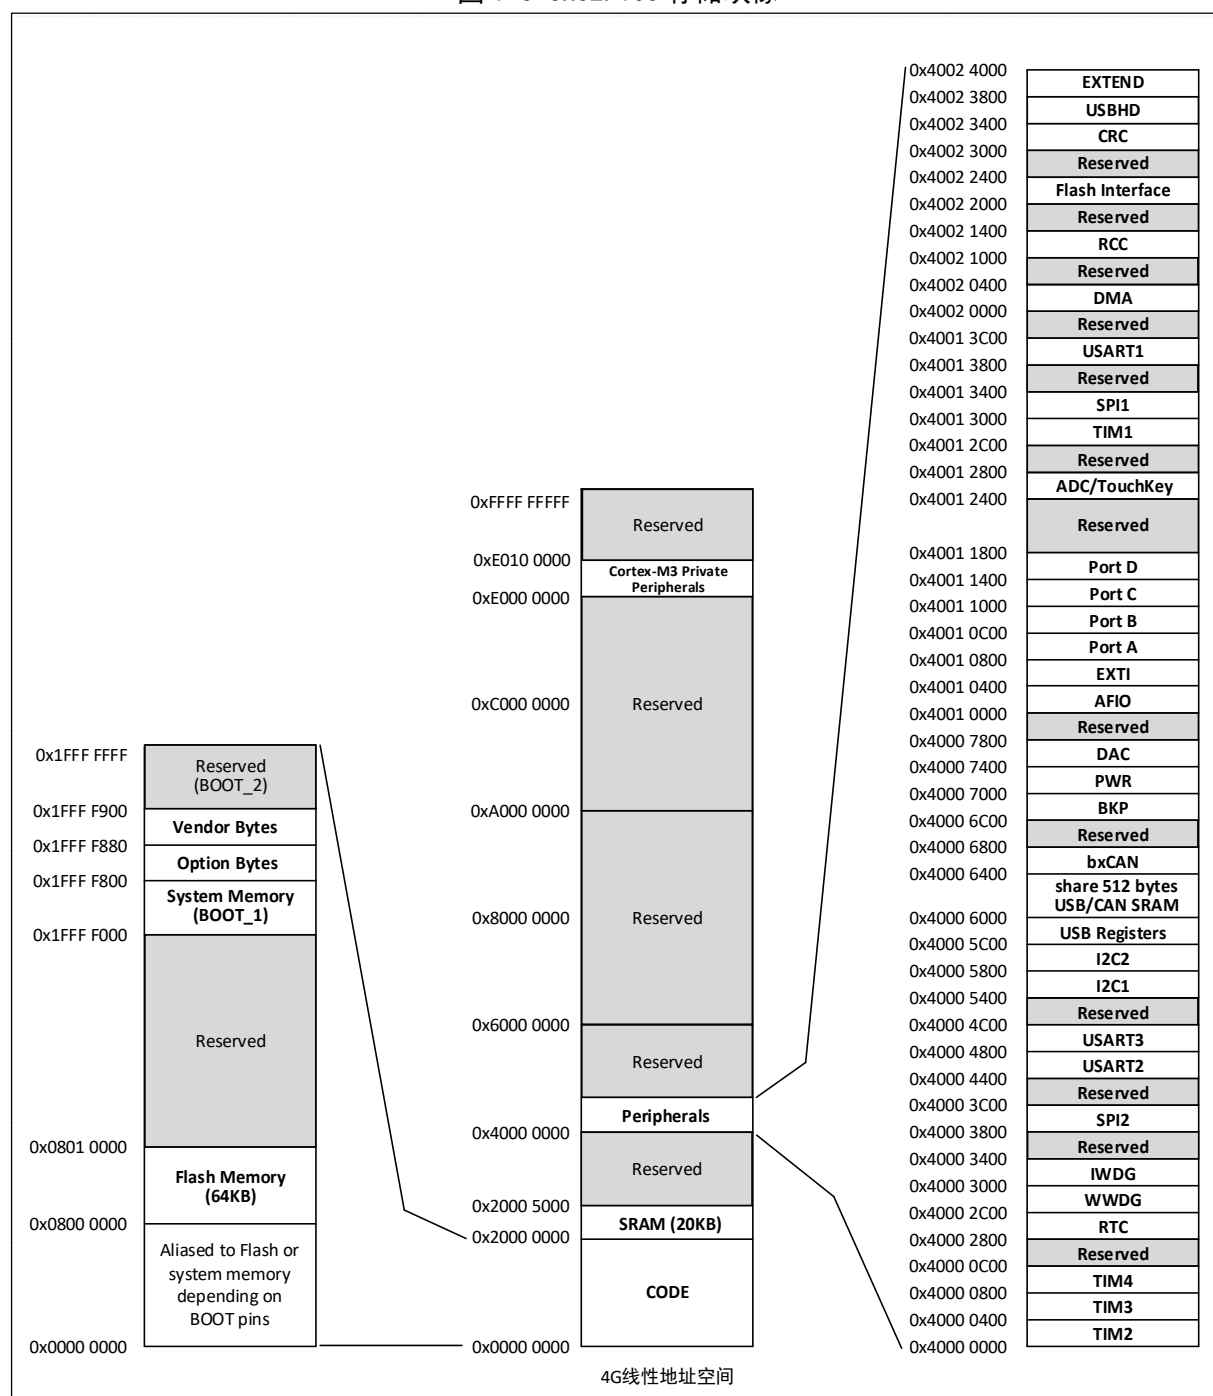 0x4002 4000
EXTEND
0x4002 3800
USBHD
0x4002 3400
CRC
0x4002 3000
Reserved
0x4002 2400
Flash Interface
0x4002 2000
Reserved
0x4002 1400
RCC
0x4002 1000
Reserved
0x4002 0400
DMA
0x4002 0000
Reserved
0x4001 3C00
USART1
0x4001 3800
Reserved
0x4001 3400
SPI1
0x4001 3000
TIM1
0x4001 2C00
Reserved
0x4001 2800
ADC/TouchKey
0x4001 2400
Reserved
0x4001 1800
Port D
0x4001 1400
Port C
0x4001 1000
Port B
0x4001 0C00
Port A
0x4001 0800
EXTI
0x4001 0400
AFIO
0x4001 0000
Reserved
0x4000 7800
DAC
0x4000 7400
PWR
0x4000 7000
BKP
0x4000 6C00
Reserved
0x4000 6800
bxCAN
0x4000 6400
share 512 bytes
USB/CAN SRAM
0x4000 6000
USB Registers
0x4000 5C00
I2C2
0x4000 5800
I2C1
0x4000 5400
Reserved
0x4000 4C00
USART3
0x4000 4800
USART2
0x4000 4400
Reserved
0x4000 3C00
SPI2
0x4000 3800
Reserved
0x4000 3400
IWDG
0x4000 3000
WWDG
0x4000 2C00
RTC
0x4000 2800
Reserved
0x4000 0C00
TIM4
0x4000 0800
TIM3
0x4000 0400
TIM2
0x4000 0000
0xFFFF FFFFF
Reserved
0xE010 0000
Cortex-M3 Private
Peripherals
0xE000 0000
0xC000 0000
Reserved
0xA000 0000
0x8000 0000
Reserved
0x6000 0000
Reserved
Peripherals
0x4000 0000
Reserved
0x2000 5000
SRAM (20KB)
0x2000 0000
CODE
0x0000 0000
4G线性地址空间
0x1FFF FFFF
Reserved
(BOOT_2)
0x1FFF F900
Vendor Bytes
0x1FFF F880
Option Bytes
0x1FFF F800
System Memory
(BOOT_1)
0x1FFF F000
Reserved
0x0801 0000
Flash Memory
(64KB)
0x0800 0000
Aliased to Flash or
system memory
depending on
BOOT pins
0x0000 0000